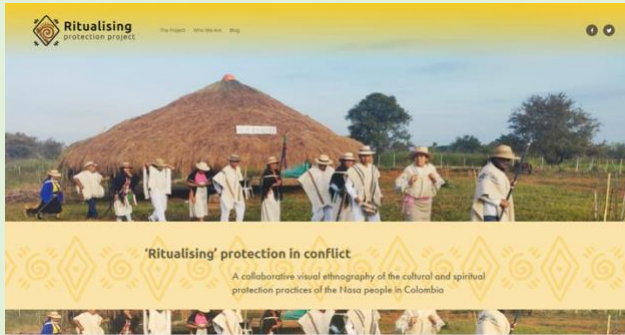 Ritualising
protection project
The Project Who We Are Blog
'Ritualising' protection in conflict
A collaborative visual ethnography of the cultural and spiritual
protection practices of the Nasa people in Colombia